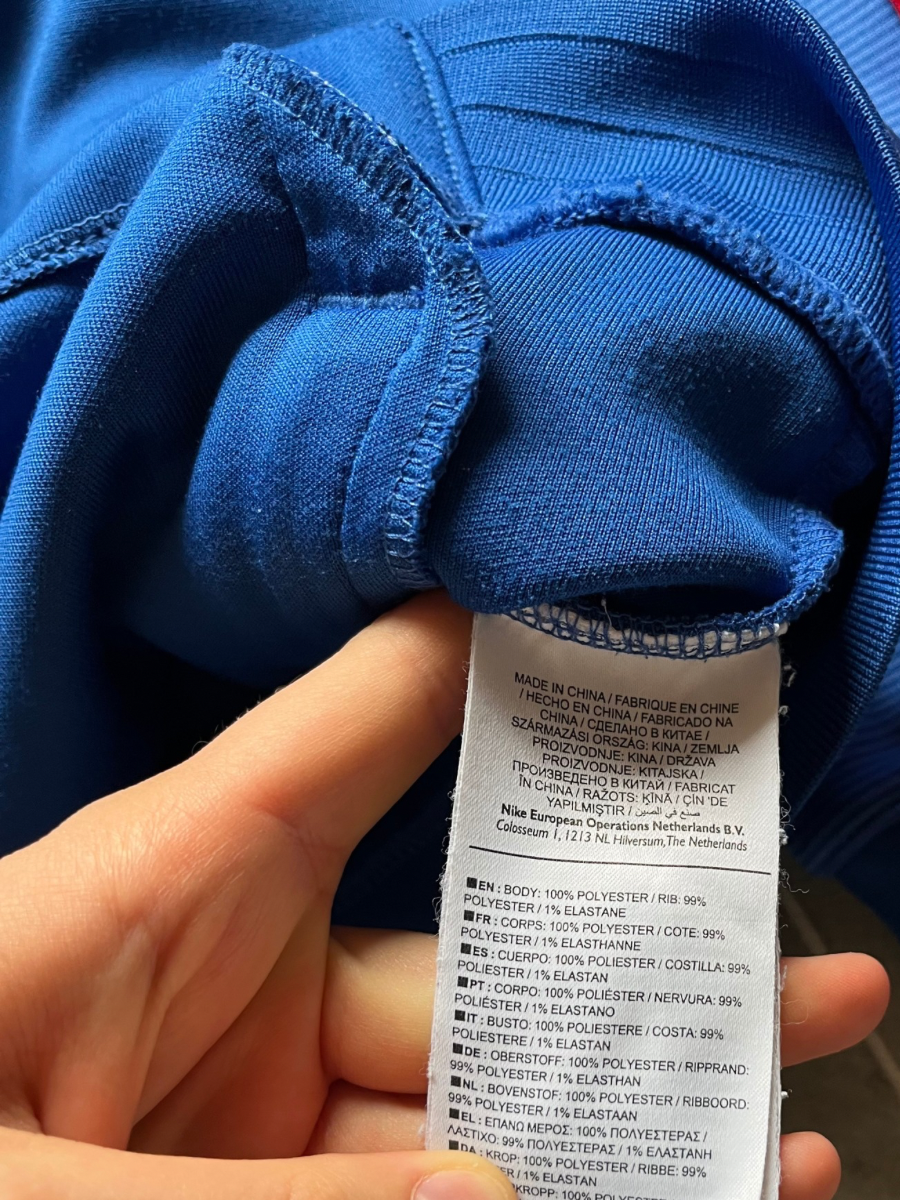 MADE IN CHINA / FABRIQUE EN CHINE
/ HECHO EN CHINA / FABRICADO NA
CHINA / СДЕЛАНО В КИТАЕ /
SZÁRMAZÁSI ORSZÁG: KINA / ZEMLJA
PROIZVODNJE: KINA / DRŽAVA
PROIZVODNJE: KITAJSKA /
ПРОИЗВЕДЕНО В КИТАЙ / FABRICAT
ÎN CHINA / RAŽOTS: ĶĪNĀ / ÇİN 'DE
YAPILMIŞTIR / صنع في الصين
Nike European Operations Netherlands B.V.
Colosseum 1, 1213 NL Hilversum, The Netherlands
EN : BODY: 100% POLYESTER / RIB: 99%
POLYESTER / 1% ELASTANE
FR : CORPS: 100% POLYESTER / COTE: 99%
POLYESTER / 1% ELASTHANNE
ES : CUERPO: 100% POLIESTER / COSTILLA: 99%
POLIESTER / 1% ELASTAN
PT : CORPO: 100% POLIÉSTER / NERVURA: 99%
POLIÉSTER / 1% ELASTANO
IT : BUSTO: 100% POLIESTERE / COSTA: 99%
POLIESTERE / 1% ELASTAN
DE : OBERSTOFF: 100% POLYESTER / RIPPRAND:
99% POLYESTER / 1% ELASTHAN
NL : BOVENSTOF: 100% POLYESTER / RIBBOORD:
99% POLYESTER / 1% ELASTAAN
EL : ΕΠΑΝΩ ΜΕΡΟΣ: 100% ΠΟΛΥΕΣΤΕΡΑΣ /
ΛΑΣΤΙΧΟ: 99% ΠΟΛΥΕΣΤΕΡΑΣ / 1% ΕΛΑΣΤΑΝΗ
DA : KROP: 100% POLYESTER / RIBBE: 99%
/ 1% ELASTAN
KROPP: 100% POLYESTER